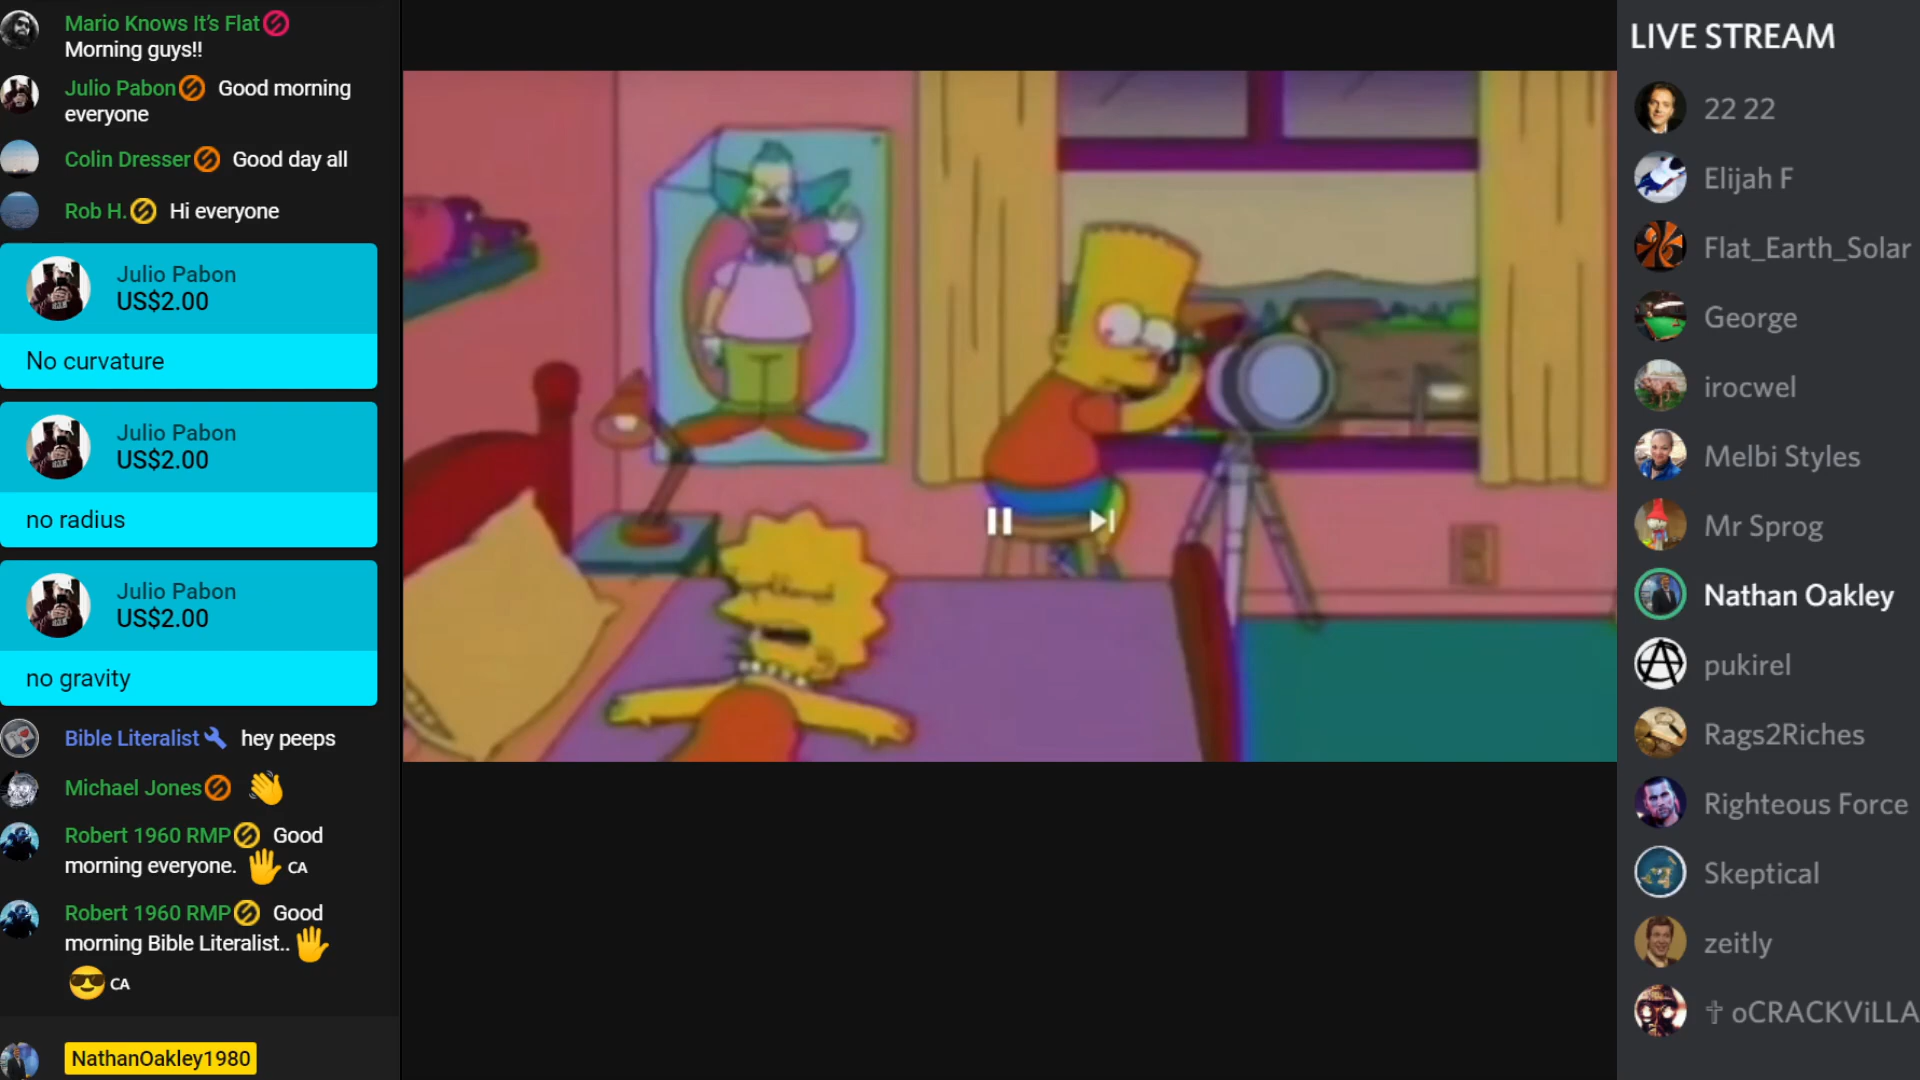 Mario Knows It's Flat
Morning guys!!
Julio Pabon Good morning
everyone
Colin Dresser Good day all
Rob H. Hi everyone
Julio Pabon
US$2.00
No curvature
Julio Pabon
US$2.00
no radius
Julio Pabon
US$2.00
no gravity
Bible Literalist hey peeps
Michael Jones 👋
Robert 1960 RMP Good
morning everyone. 🖐 CA
Robert 1960 RMP Good
morning Bible Literalist.. 🖐
😎 CA
NathanOakley1980
LIVE STREAM
22 22
Elijah F
Flat_Earth_Solar
George
irocwel
Melbi Styles
Mr Sprog
Nathan Oakley
pukirel
Rags2Riches
Righteous Force
Skeptical
zeitly
✝ oCRACKViLLA